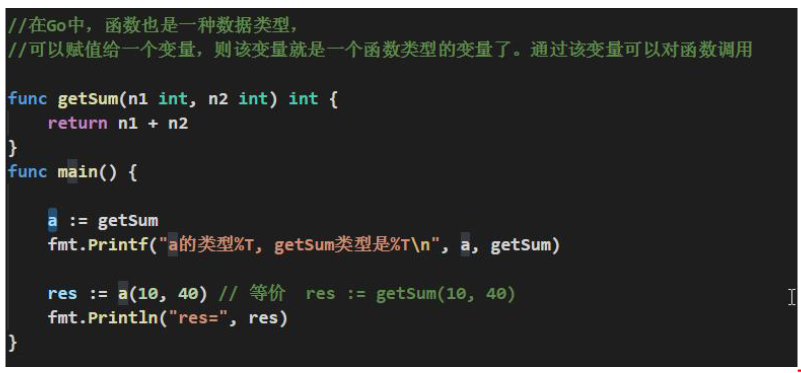 //在Go中，函数也是一种数据类型，
//可以赋值给一个变量，则该变量就是一个函数类型的变量了。通过该变量可以对函数调用
func getSum(n1 int, n2 int) int {
return n1 + n2
}
func main() {
a := getSum
fmt.Printf("a的类型%T, getSum类型是%T\n", a, getSum)
res := a(10, 40) // 等价  res := getSum(10, 40)
fmt.Println("res=", res)
}